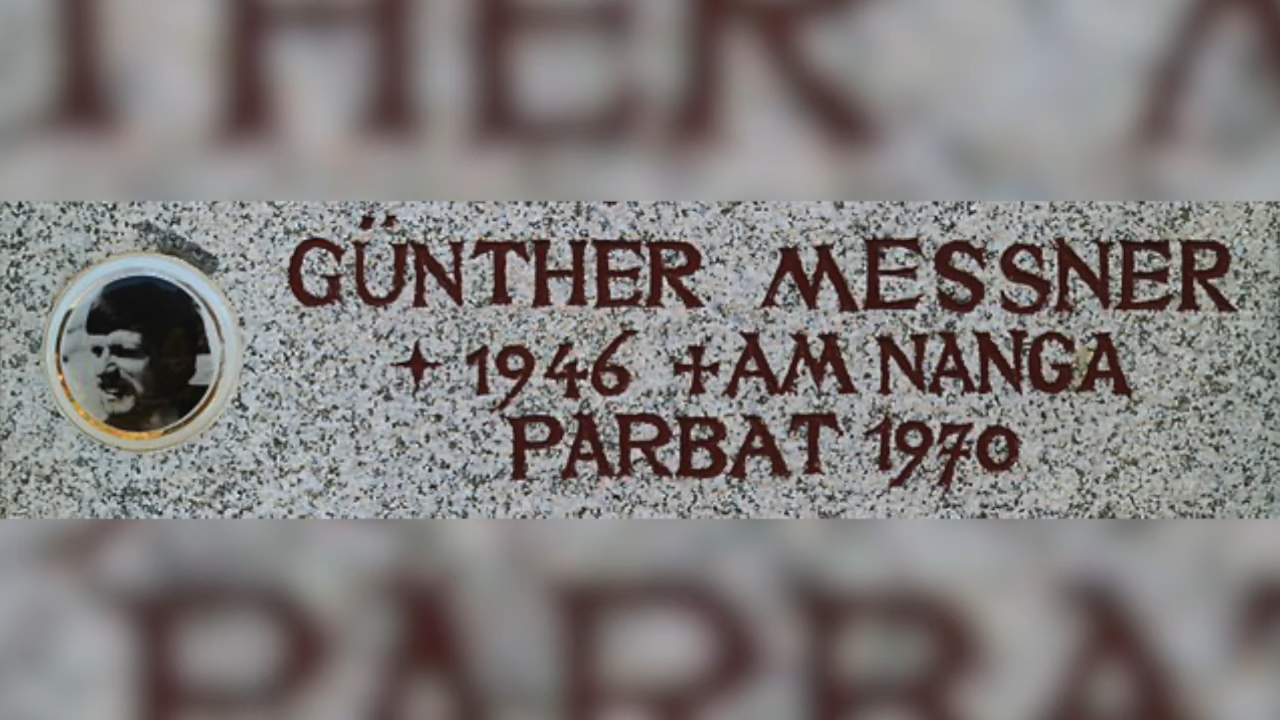 GÜNTHER MESSNER
✦ 1946 +AM NANGA
PARBAT 1970